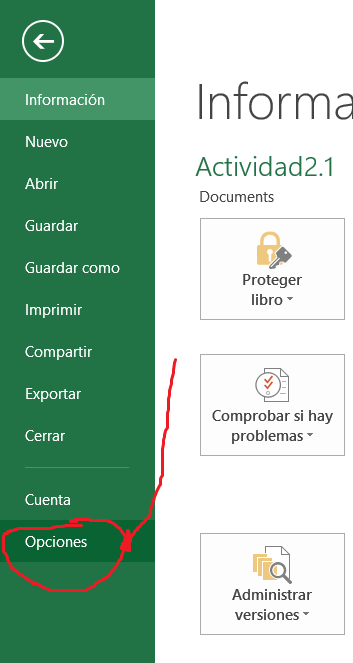 Información
Nuevo
Abrir
Guardar
Guardar como
Imprimir
Compartir
Exportar
Cerrar
Cuenta
Opciones
Informa
Actividad2.1
Documents
Proteger
libro
Comprobar si hay
problemas
Administrar
versiones